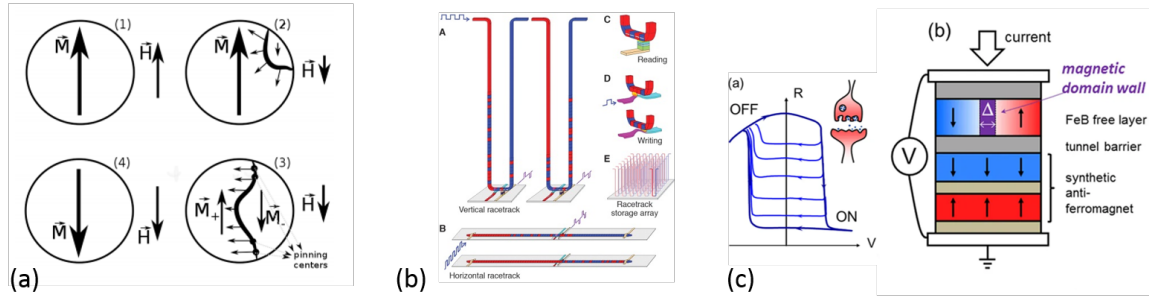 (1)
M
H
(2)
M
H
(4)
M
H
(3)
M+
M-
H
pinning
centers
(a)
A
Vertical racetrack
B
Horizontal racetrack
C
Reading
D
Writing
E
Racetrack
storage array
(b)
(a)
R
OFF
ON
V
(c)
(b)
current
magnetic
domain wall
Δ
FeB free layer
tunnel barrier
synthetic
anti-
ferromagnet
V